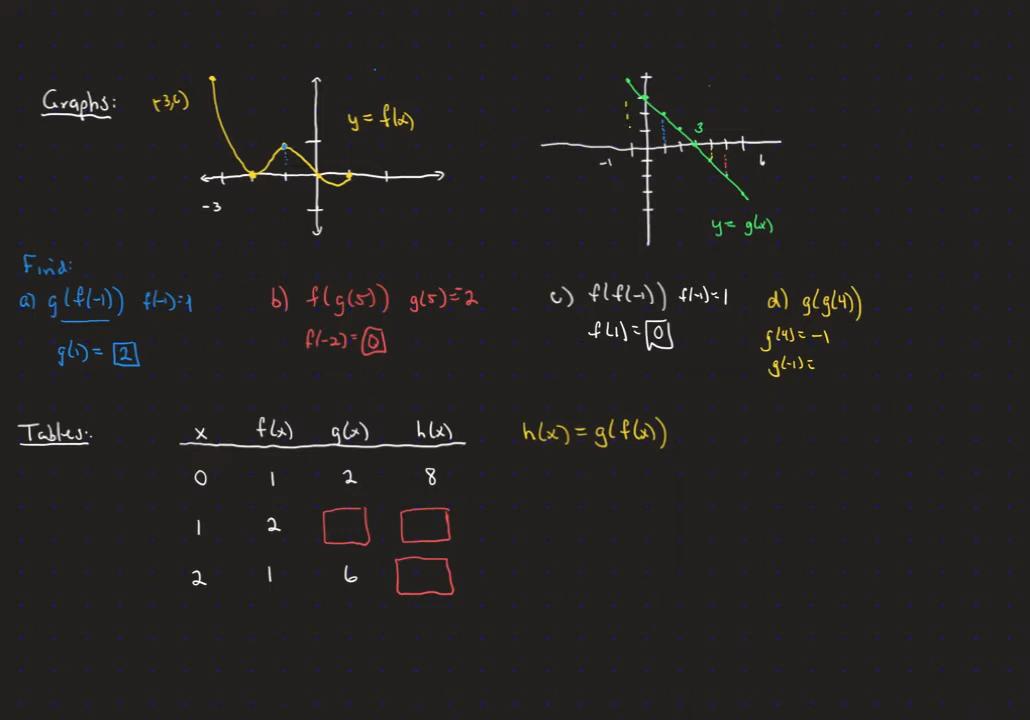 Graphs:
(-3,6)
y = f(x)
-3
3
-1
6
y = g(x)
Find:
a) g(f(-1)) f(-1)=1
g(1) = 2
b) f(g(5)) g(5)=-2
f(-2)=0
c) f(f(-1)) f(-1)=1
f(1)=0
d) g(g(4))
g(4)=-1
g(-1)=
Tables:
x f(x) g(x) h(x)
0 1 2 8
1 2
2 1 6
h(x) = g(f(x))